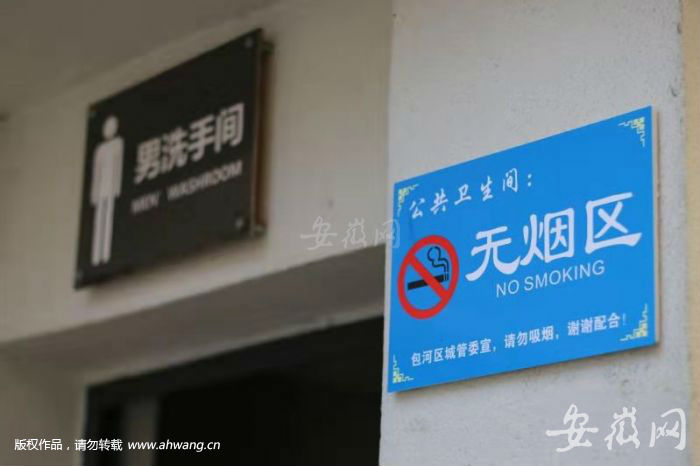 男洗手间
MEN WASHROOM
公共卫生间：
无烟区
NO SMOKING
包河区城管委宣，请勿吸烟，谢谢配合！
安徽网
版权作品，请勿转载 www.ahwang.cn
安徽网